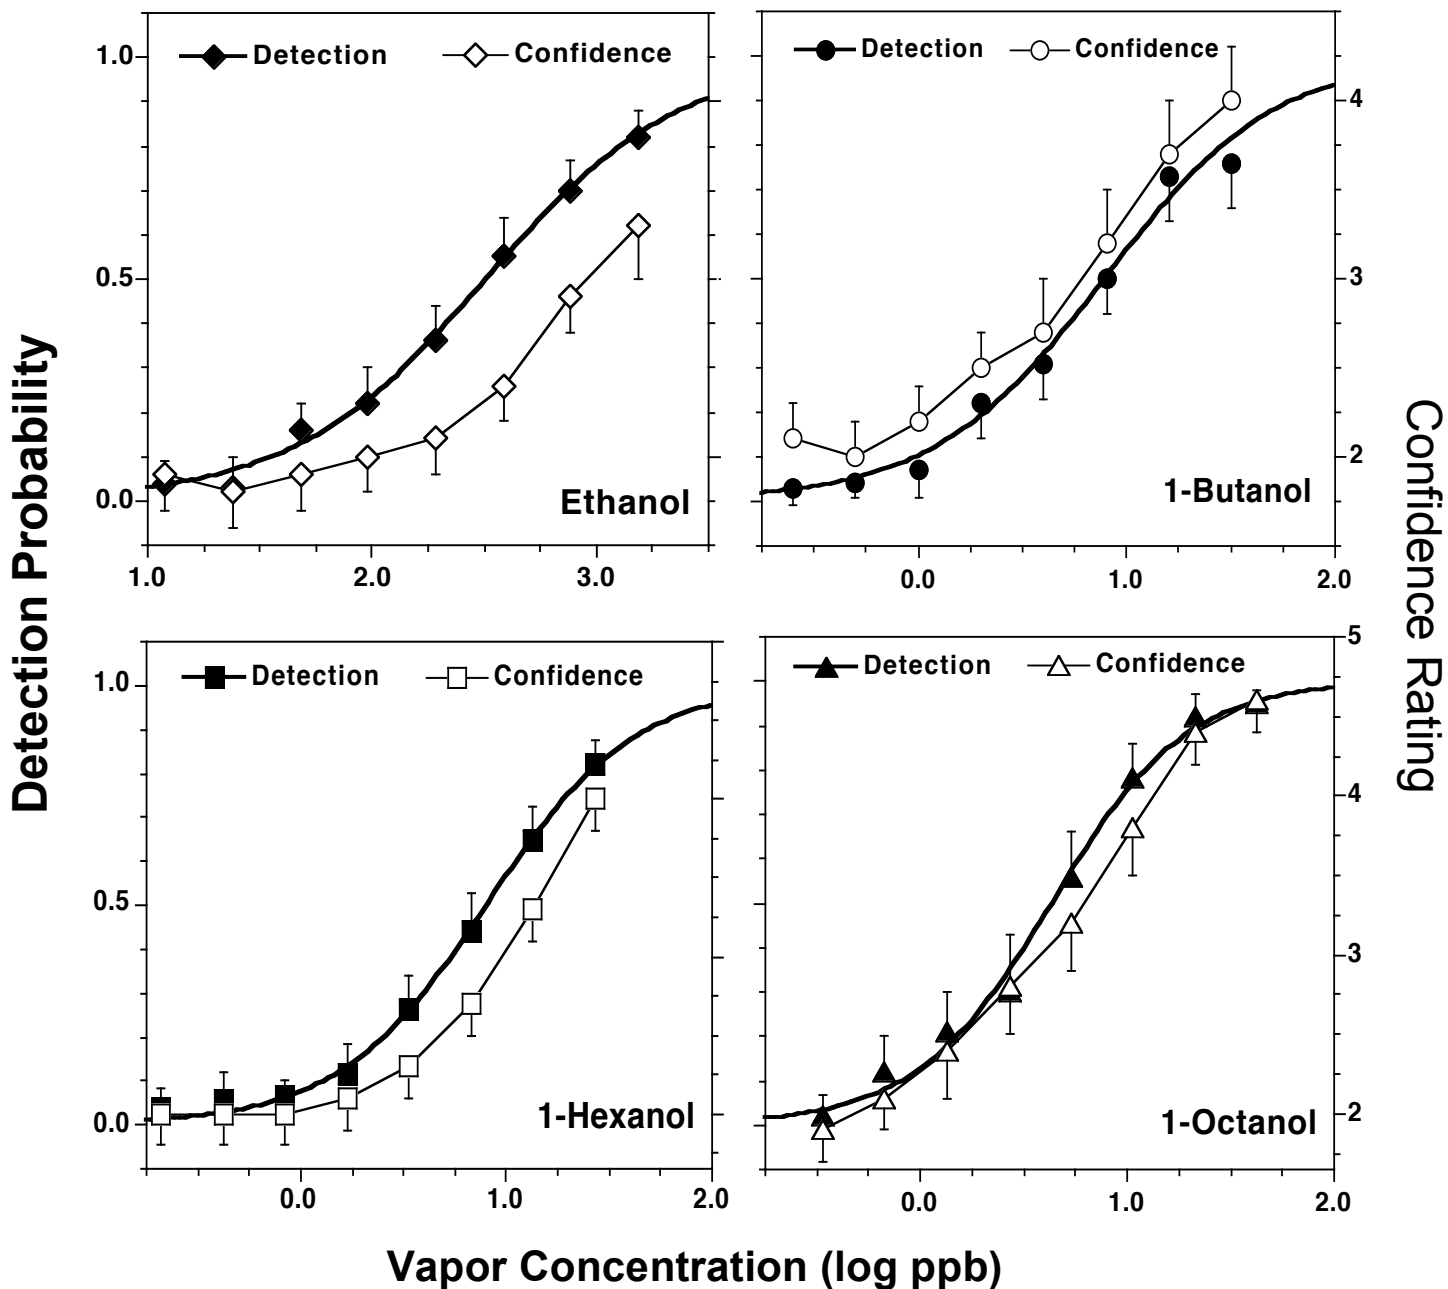 Detection Confidence
1.0
0.5
0.0
Ethanol
1.0 2.0 3.0
Detection Confidence
4
3
2
1-Butanol
0.0 1.0 2.0
Detection Probability
Confidence Rating
Detection Confidence
1.0
0.5
0.0
1-Hexanol
0.0 1.0 2.0
Detection Confidence
5
4
3
2
1-Octanol
0.0 1.0 2.0
Vapor Concentration (log ppb)